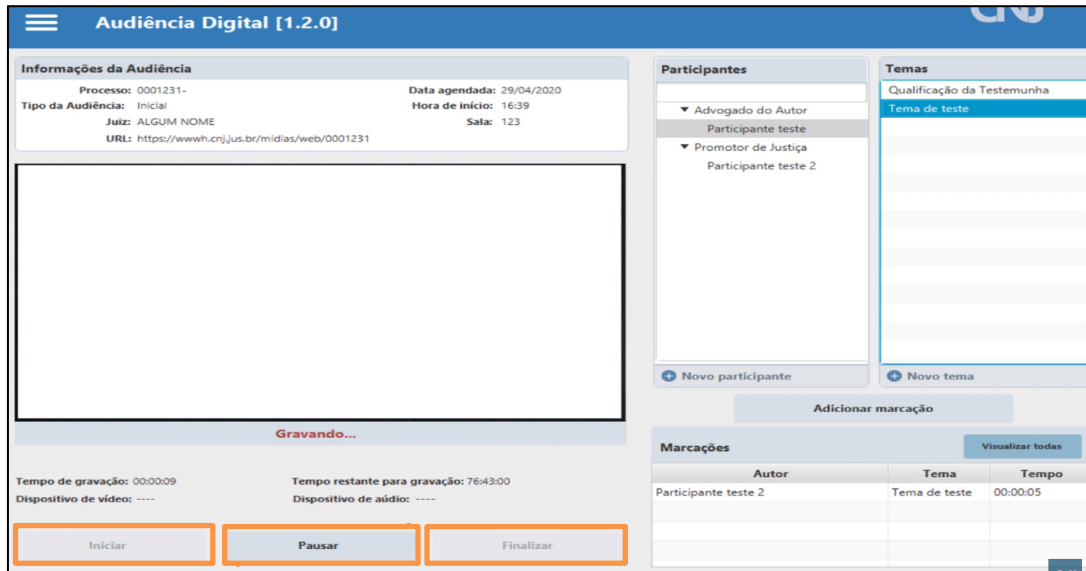 Audiência Digital [1.2.0]
CNJ
Informações da Audiência
Processo: 0001231-
Data agendada: 29/04/2020
Tipo da Audiência: Inicial
Hora de início: 16:39
Juiz: ALGUM NOME
Sala: 123
URL: https://wwwh.cnj.jus.br/midias/web/0001231
Gravando...
Tempo de gravação: 00:00:09
Tempo restante para gravação: 76:43:00
Dispositivo de vídeo: ----
Dispositivo de aúdio: ----
Iniciar
Pausar
Finalizar
Participantes
Advogado do Autor
Participante teste
Promotor de Justiça
Participante teste 2
Novo participante
Temas
Qualificação da Testemunha
Tema de teste
Novo tema
Adicionar marcação
Marcações
Visualizar todas
Autor Tema Tempo
Participante teste 2 Tema de teste 00:00:05